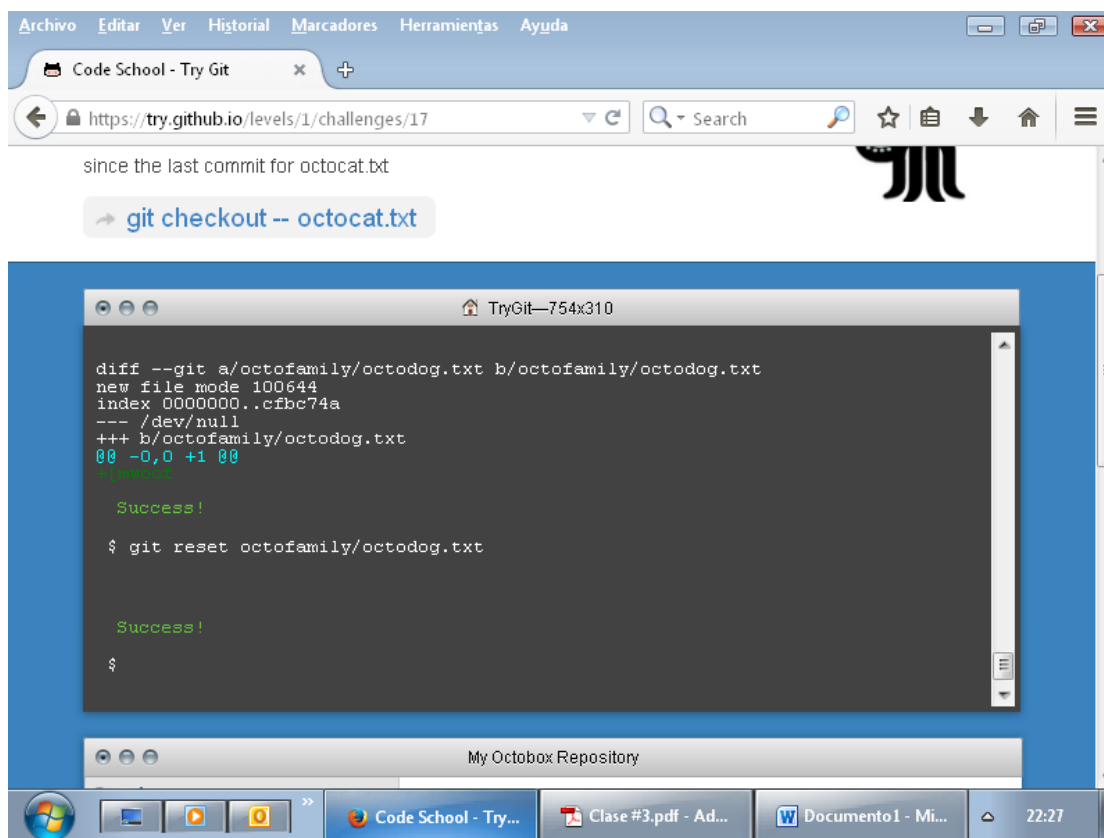 Archivo Editar Ver Historial Marcadores Herramientas Ayuda
Code School - Try Git
https://try.github.io/levels/1/challenges/17 Search
since the last commit for octocat.txt
git checkout -- octocat.txt
TryGit—754x310
diff --git a/octofamily/octodog.txt b/octofamily/octodog.txt
new file mode 100644
index 0000000..cfbc74a
--- /dev/null
+++ b/octofamily/octodog.txt
@@ -0,0 +1 @@
Success!
$ git reset octofamily/octodog.txt
Success!
$
My Octobox Repository
Code School - Try... Clase #3.pdf - Ad... Documento1 - Mi... 22:27